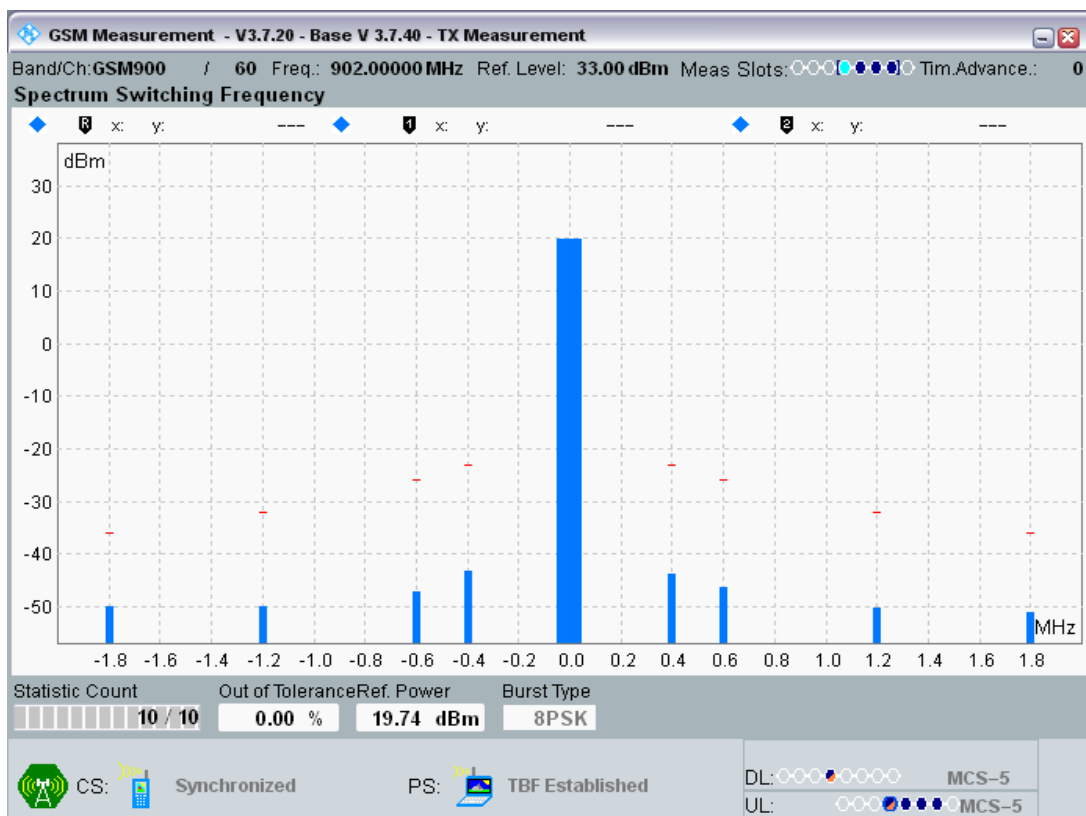 GSM Measurement - V3.7.20 - Base V 3.7.40 - TX Measurement
Band/Ch:GSM900 / 60 Freq.: 902.00000 MHz Ref. Level: 33.00 dBm Meas Slots: Tim.Advance.: 0
Spectrum Switching Frequency
R x: y: --- 1 x: y: --- 2 x: y: ---
dBm
30
20
10
0
-10
-20
-30
-40
-50
MHz
-1.8 -1.6 -1.4 -1.2 -1.0 -0.8 -0.6 -0.4 -0.2 0.0 0.2 0.4 0.6 0.8 1.0 1.2 1.4 1.6 1.8
Statistic Count Out of Tolerance Ref. Power Burst Type
10 / 10 0.00 % 19.74 dBm 8PSK
CS: Synchronized PS: TBF Established
DL: MCS-5
UL: MCS-5